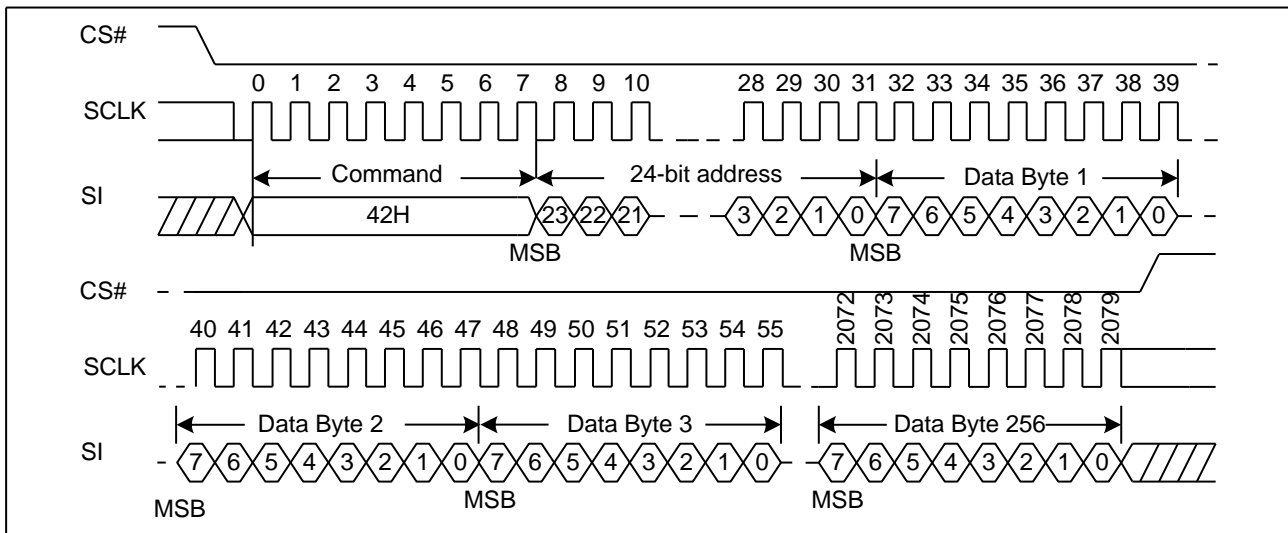 CS#
0 1 2 3 4 5 6 7 8 9 10 28 29 30 31 32 33 34 35 36 37 38 39
SCLK
Command 24-bit address Data Byte 1
SI
42H 23 22 21 3 2 1 0 7 6 5 4 3 2 1 0
MSB MSB
CS#
40 41 42 43 44 45 46 47 48 49 50 51 52 53 54 55 2072 2073 2074 2075 2076 2077 2078 2079
SCLK
Data Byte 2 Data Byte 3 Data Byte 256
SI
7 6 5 4 3 2 1 0 7 6 5 4 3 2 1 0 7 6 5 4 3 2 1 0
MSB MSB MSB